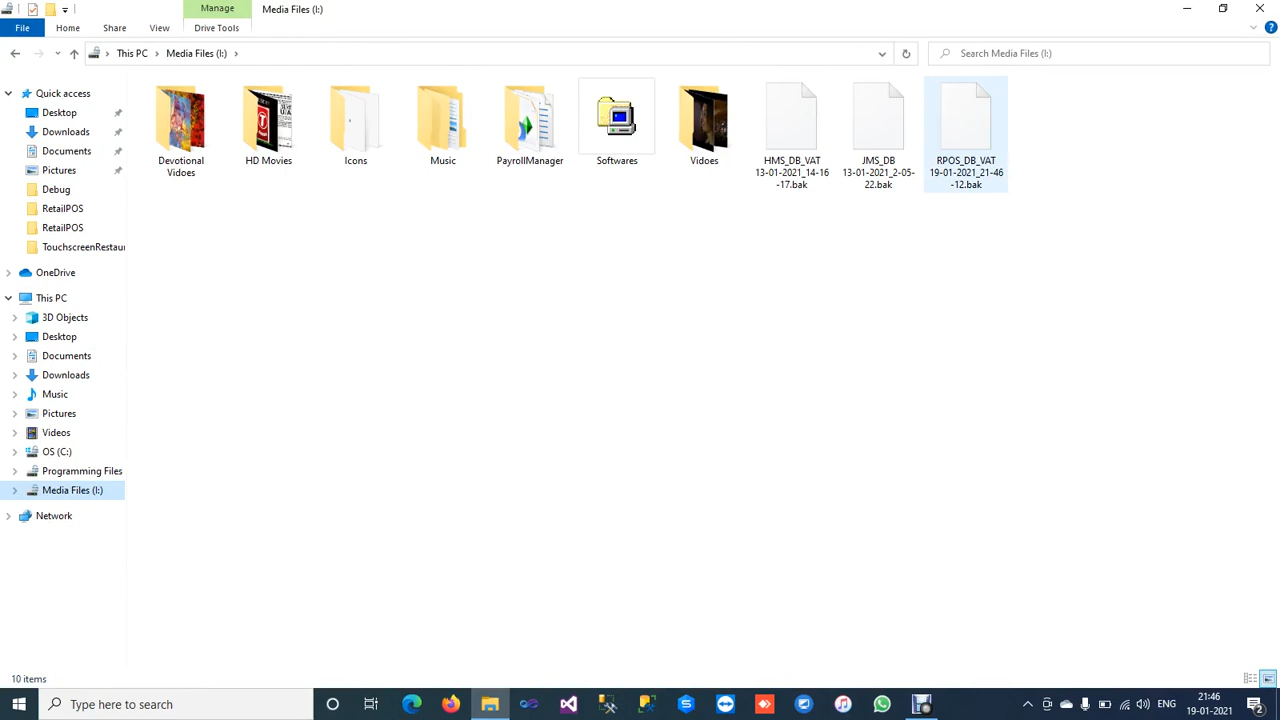 Manage
Media Files (I:)
File
Home
Share
View
Drive Tools
This PC
Media Files (I:)
Search Media Files (I:)
Quick access
Desktop
Downloads
Documents
Pictures
Debug
RetailPOS
RetailPOS
TouchscreenRestau
OneDrive
This PC
3D Objects
Desktop
Documents
Downloads
Music
Pictures
Videos
OS (C:)
Programming Files
Media Files (I:)
Network
Devotional
Vidoes
HD Movies
Icons
Music
PayrollManager
Softwares
Vidoes
HMS_DB_VAT
13-01-2021_14-16
-17.bak
JMS_DB
13-01-2021_2-05-
22.bak
RPOS_DB_VAT
19-01-2021_21-46
-12.bak
10 items
Type here to search
ENG
21:46
19-01-2021
2